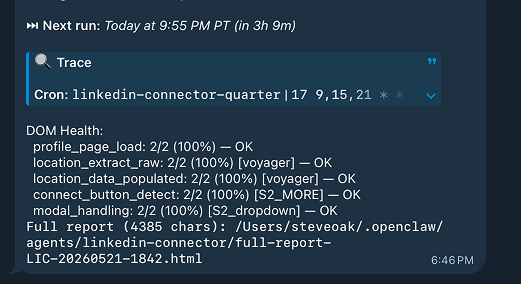 ⏭ Next run: Today at 9:55 PM PT (in 3h 9m)
🔍 Trace
Cron: linkedin-connector-quarter|17 9,15,21 * *
DOM Health:
profile_page_load: 2/2 (100%) — OK
location_extract_raw: 2/2 (100%) [voyager] — OK
location_data_populated: 2/2 (100%) [voyager] — OK
connect_button_detect: 2/2 (100%) [S2_MORE] — OK
modal_handling: 2/2 (100%) [S2_dropdown] — OK
Full report (4385 chars): /Users/steveoak/.openclaw/
agents/linkedin-connector/full-report-
LIC-20260521-1842.html
6:46 PM